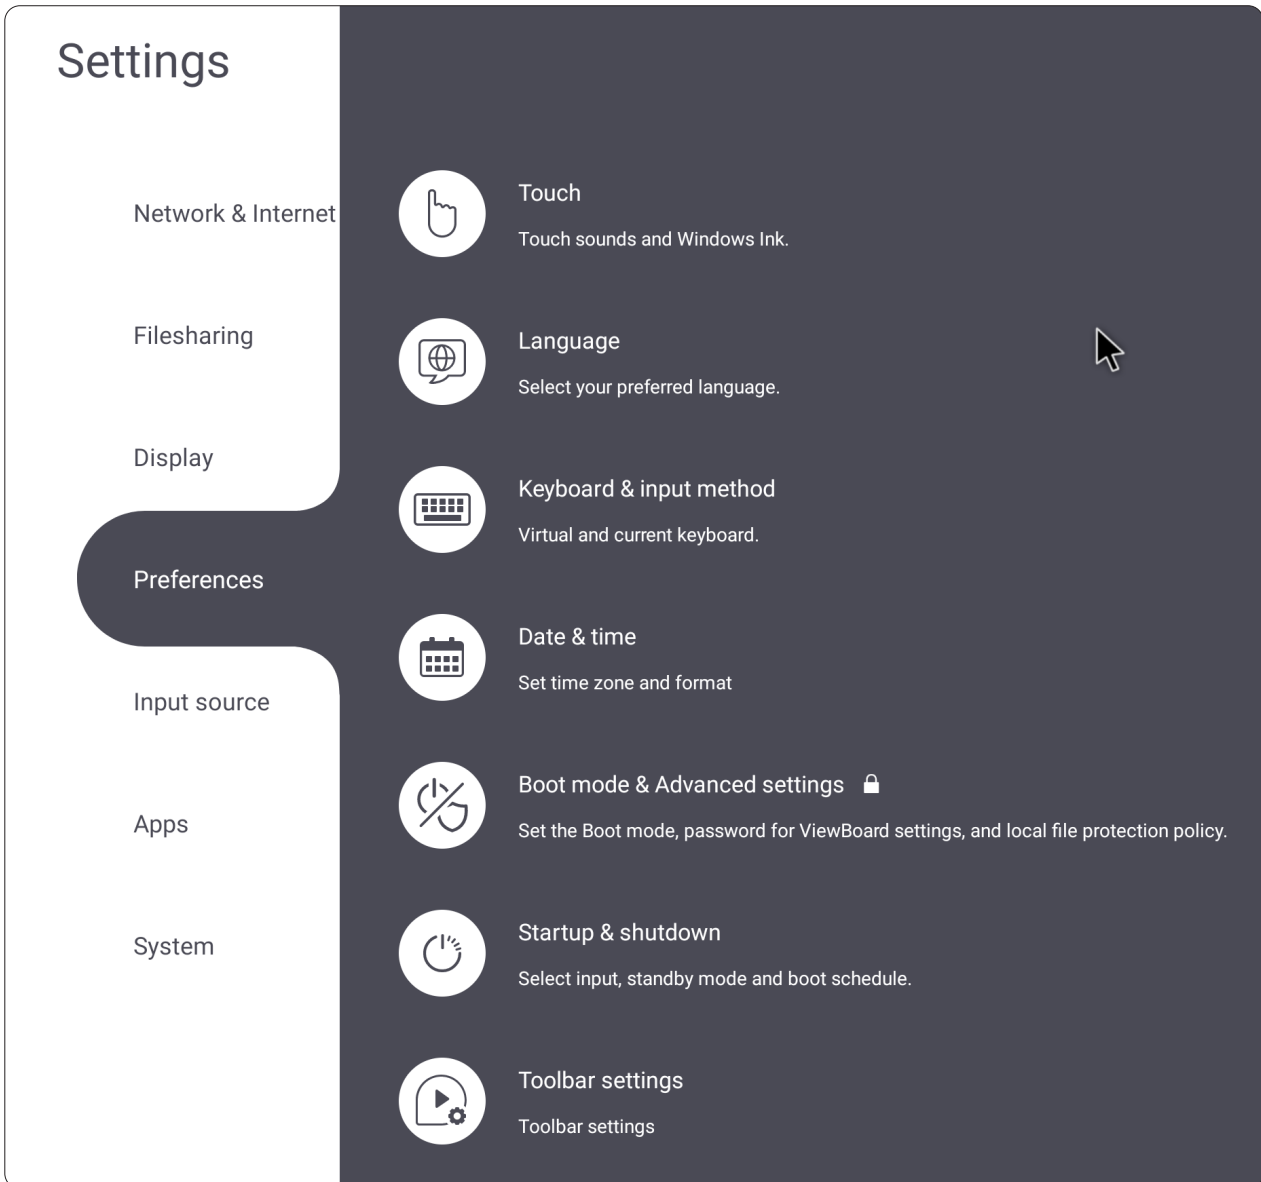 Settings
Network & Internet
Filesharing
Display
Preferences
Input source
Apps
System
Touch
Touch sounds and Windows Ink.
Language
Select your preferred language.
Keyboard & input method
Virtual and current keyboard.
Date & time
Set time zone and format
Boot mode & Advanced settings
Set the Boot mode, password for ViewBoard settings, and local file protection policy.
Startup & shutdown
Select input, standby mode and boot schedule.
Toolbar settings
Toolbar settings